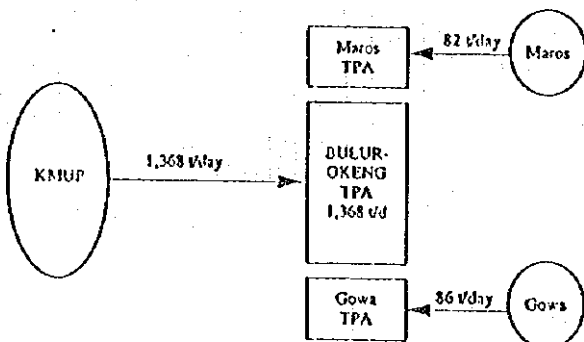 Maros
TPA
82 t/day
Maros
KMUP
1,368 t/day
BULUR-
OKENG
TPA
1,368 t/d
Gowa
TPA
86 t/day
Gowa